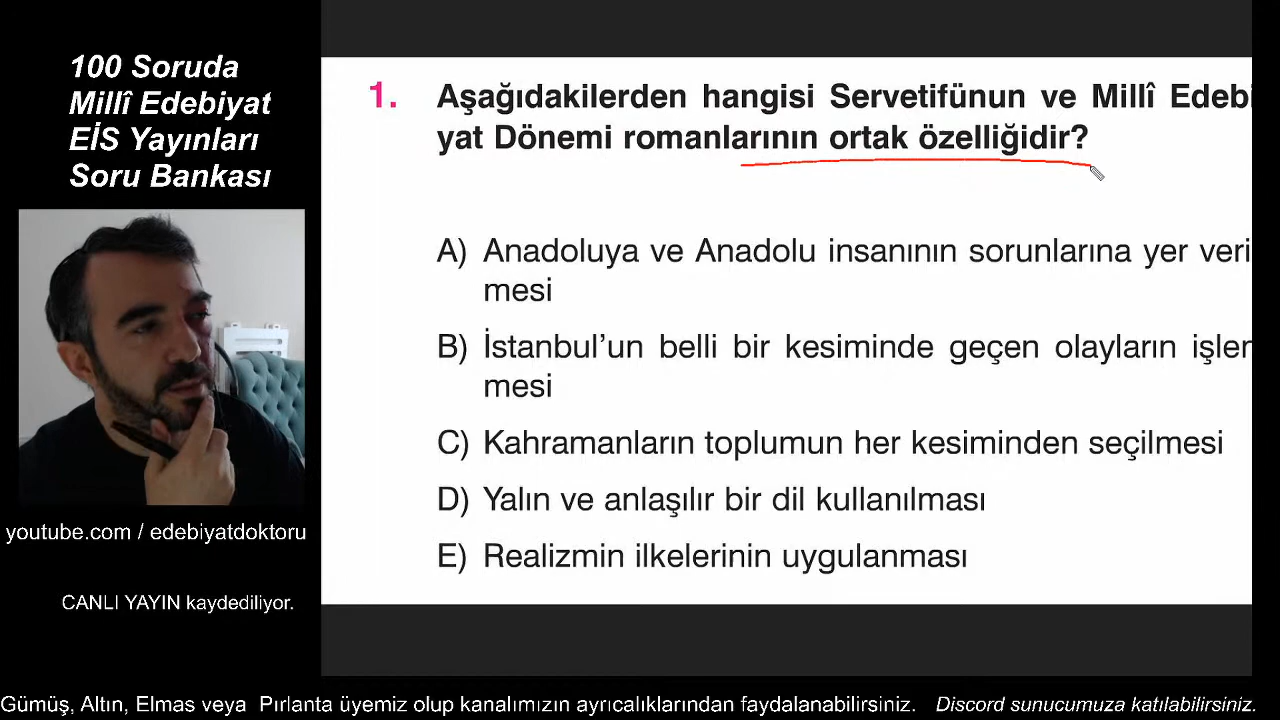 100 Soruda
Millî Edebiyat
EİS Yayınları
Soru Bankası
youtube.com / edebiyatdoktoru
CANLI YAYIN kaydediliyor.
1. Aşağıdakilerden hangisi Servetifünun ve Millî Edebi
yat Dönemi romanlarının ortak özelliğidir?
A) Anadoluya ve Anadolu insanının sorunlarına yer veri
mesi
B) İstanbul'un belli bir kesiminde geçen olayların işler
mesi
C) Kahramanların toplumun her kesiminden seçilmesi
D) Yalın ve anlaşılır bir dil kullanılması
E) Realizmin ilkelerinin uygulanması
Gümüş, Altın, Elmas veya Pırlanta üyemiz olup kanalımızın ayrıcalıklarından faydalanabilirsiniz. Discord sunucumuza katılabilirsiniz.